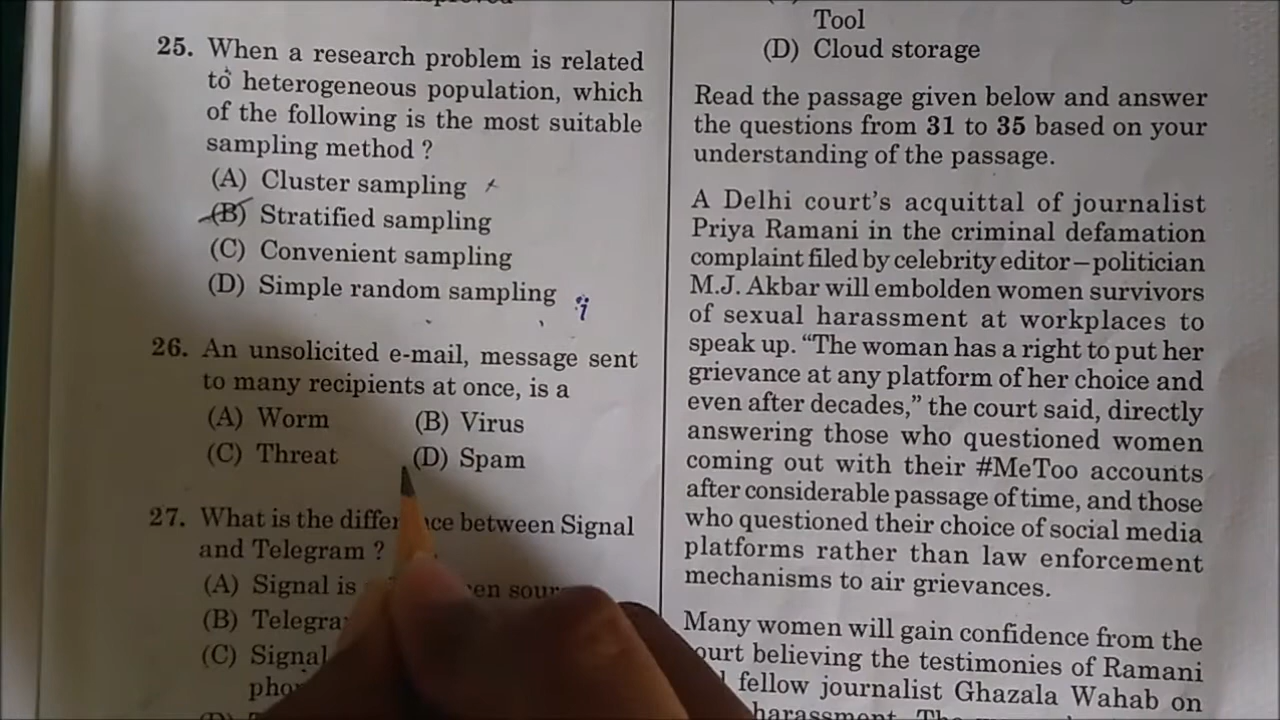 25. When a research problem is related
to heterogeneous population, which
of the following is the most suitable
sampling method ?
(A) Cluster sampling
(B) Stratified sampling
(C) Convenient sampling
(D) Simple random sampling
26. An unsolicited e-mail, message sent
to many recipients at once, is a
(A) Worm (B) Virus
(C) Threat (D) Spam
27. What is the difference between Signal
and Telegram ?
(A) Signal is
(B)
(C) Signal
Tool
(D) Cloud storage
Read the passage given below and answer
the questions from 31 to 35 based on your
understanding of the passage.
A Delhi court's acquittal of journalist
Priya Ramani in the criminal defamation
complaint filed by celebrity editor–politician
M.J. Akbar will embolden women survivors
of sexual harassment at workplaces to
speak up. “The woman has a right to put her
grievance at any platform of her choice and
even after decades,” the court said, directly
answering those who questioned women
coming out with their #MeToo accounts
after considerable passage of time, and those
who questioned their choice of social media
platforms rather than law enforcement
mechanisms to air grievances.
Many women will gain confidence from the
believing the testimonies of Ramani
fellow journalist Ghazala Wahab on
harassment.